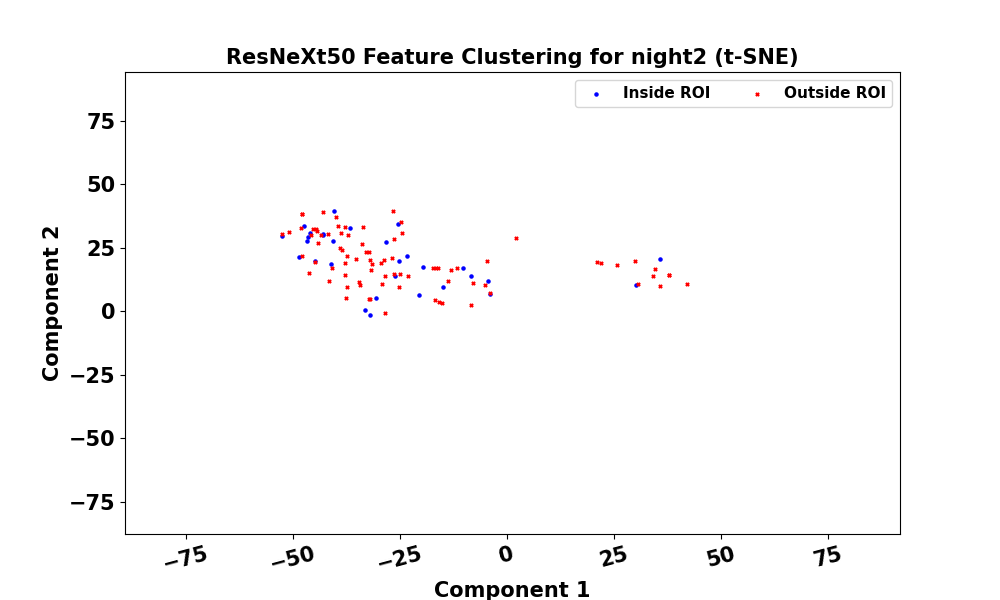 ResNeXt50 Feature Clustering for night2 (t-SNE)
Inside ROI Outside ROI
75
50
25
0
−25
−50
−75
Component 2
−75 −50 −25 0 25 50 75
Component 1